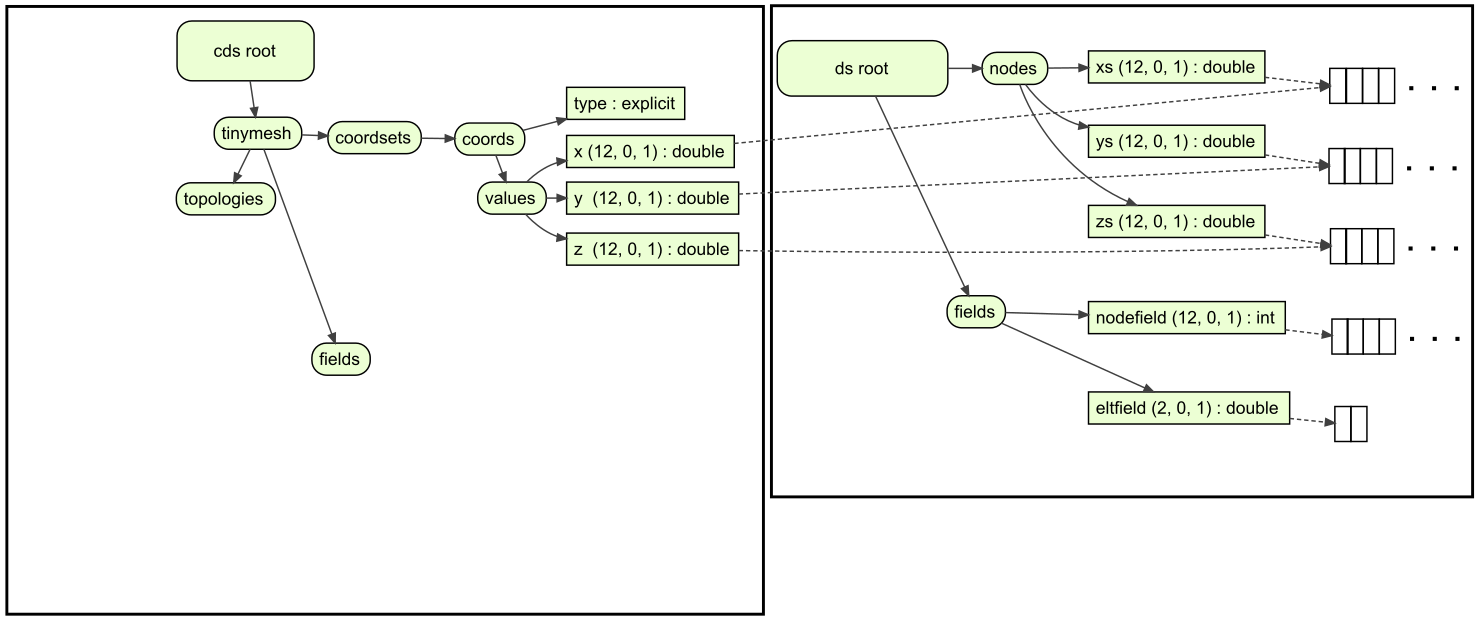 cds root
tinymesh
coordsets
coords
type : explicit
x (12, 0, 1) : double
topologies
values
y  (12, 0, 1) : double
z  (12, 0, 1) : double
fields
ds root
nodes
xs (12, 0, 1) : double
ys (12, 0, 1) : double
zs (12, 0, 1) : double
fields
nodefield (12, 0, 1) : int
eltfield (2, 0, 1) : double